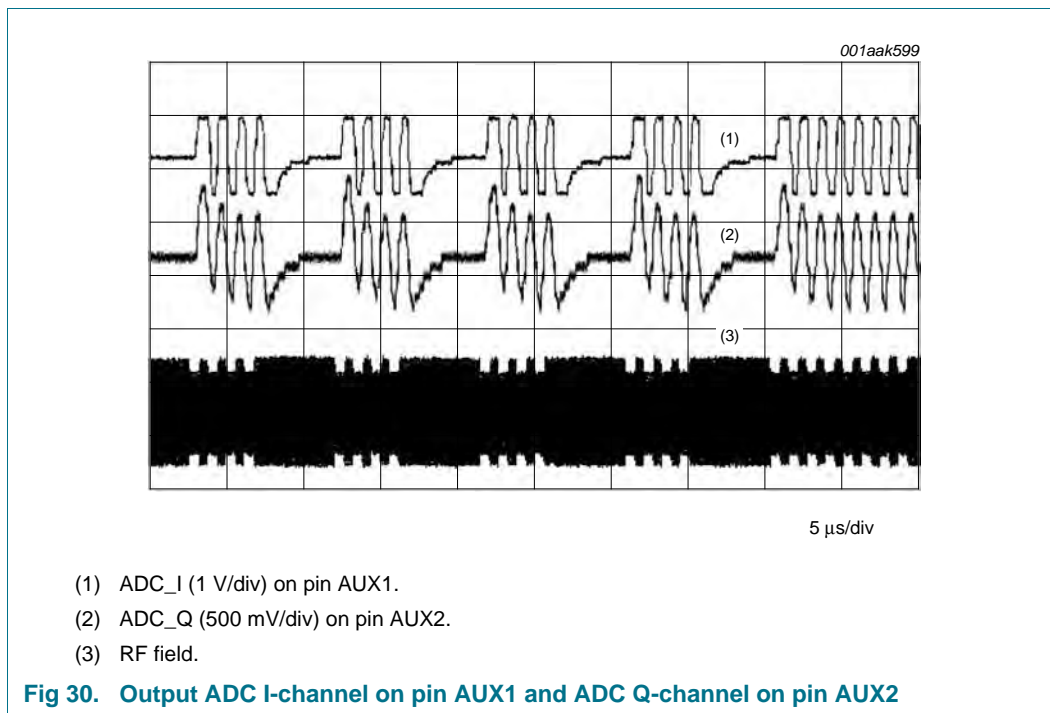 001aak599
(1)
(2)
(3)
5 µs/div
(1) ADC_I (1 V/div) on pin AUX1.
(2) ADC_Q (500 mV/div) on pin AUX2.
(3) RF field.
Fig 30. Output ADC I-channel on pin AUX1 and ADC Q-channel on pin AUX2